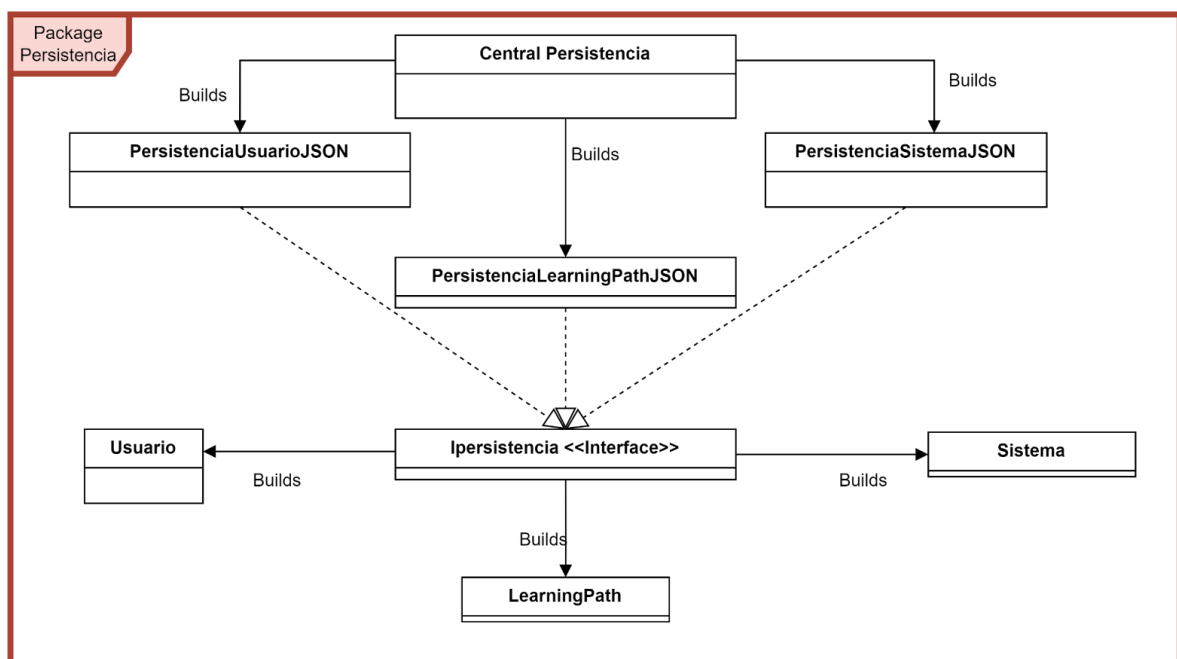 Package
Persistencia
Central Persistencia
Builds
Builds
Builds
PersistenciaUsuarioJSON
PersistenciaSistemaJSON
PersistenciaLearningPathJSON
Usuario
Ipersistencia <<Interface>>
Sistema
Builds
Builds
Builds
LearningPath